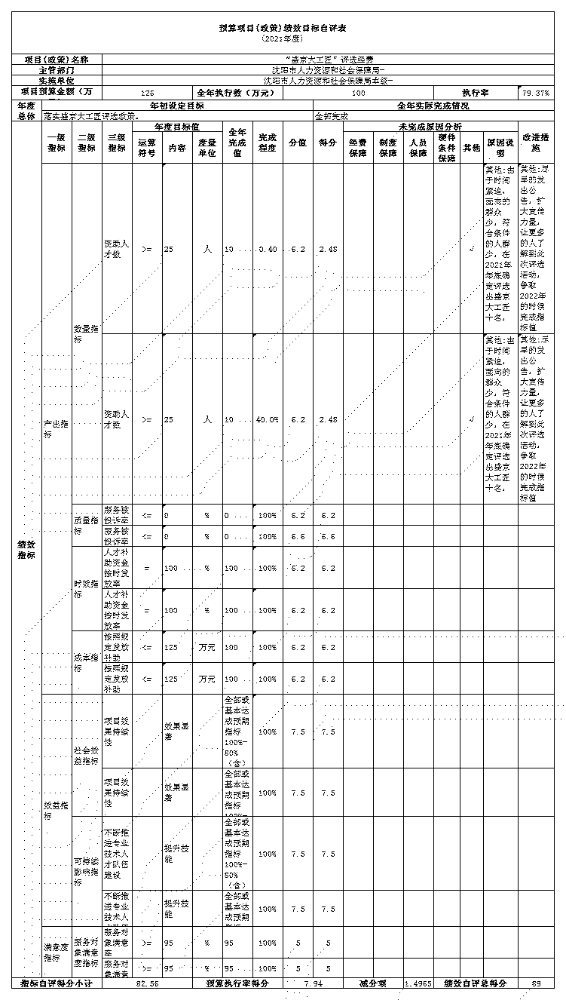 预算项目(政策)绩效目标自评表
(2021年度)
项目(政策)名称 “盛京大工匠”评选经费
主管部门 沈阳市人力资源和社会保障局-
实施单位 沈阳市人力资源和社会保障局本级-
项目预算金额(万 126 全年执行数(万元) 100 执行率 79.37%
年度总体 年初设定目标 全年实际完成情况
落实盛京大工匠评选政策。 全部完成
绩效指标 一级指标 二级指标 三级指标 年度目标值 全年完成值 完成程度 分值 得分 未完成原因分析 改进措施
运算符号 内容 度量单位 经费保障 制度保障 人员保障 硬件条件保障 其他 原因说明
产出指标 数量指标 资助人才数 >= 25 人 10 0.40 6.2 2.48 √ 其他:由于时间紧迫,面向的群众少,符合条件的人群少,在2021年年底确定评选出盛京大工匠十名。 其他:尽早的发出公告,扩大宣传力量,让更多的人了解到此次评选活动,争取2022年的时候完成指标值
资助人才数 >= 25 人 10 40.0% 6.2 2.48 √ 其他:由于时间紧迫,面向的群众少,符合条件的人群少,在2021年年底确定评选出盛京大工匠十名。 其他:尽早的发出公告,扩大宣传力量,让更多的人了解到此次评选活动,争取2022年的时候完成指标值
质量指标 服务被投诉率 <= 0 % 0 100% 6.2 6.2
服务被投诉率 <= 0 % 0 100% 6.6 6.6
时效指标 人才补助资金按时发放率 = 100 % 100 100% 6.2 6.2
人才补助资金按时发放率 = 100 % 100 100% 6.2 6.2
成本指标 按照规定发放补助 <= 125 万元 100 100% 6.2 6.2
按照规定发放补助 <= 125 万元 100 100% 6.2 6.2
效益指标 社会效益指标 项目效果持续性 效果显著 全部或基本达成预期指标100%-80%(含) 100% 7.5 7.5
项目效果持续性 效果显著 全部或基本达成预期指标 100% 7.5 7.5
可持续影响指标 不断推进专业技术人才队伍建设 提升技能 全部或基本达成预期指标100%-80%(含) 100% 7.5 7.5
不断推进专业技术人 提升技能 全部或基本达成预期 100% 7.5 7.5
满意度指标 服务对象满意度指标 服务对象满意率 >= 95 % 95 100% 5 5
服务对象满意 >= 95 % 95 100% 5 5
指标自评得分小计 82.56 预算执行率得分 7.94 减分项 1.4965 绩效自评总得分 89